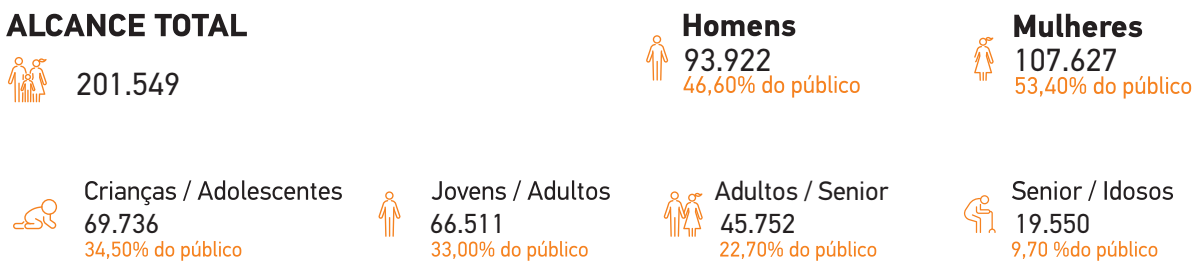 ALCANCE TOTAL
201.549
Homens
93.922
46,60% do público
Mulheres
107.627
53,40% do público
Crianças / Adolescentes
69.736
34,50% do público
Jovens / Adultos
66.511
33,00% do público
Adultos / Senior
45.752
22,70% do público
Senior / Idosos
19.550
9,70 %do público